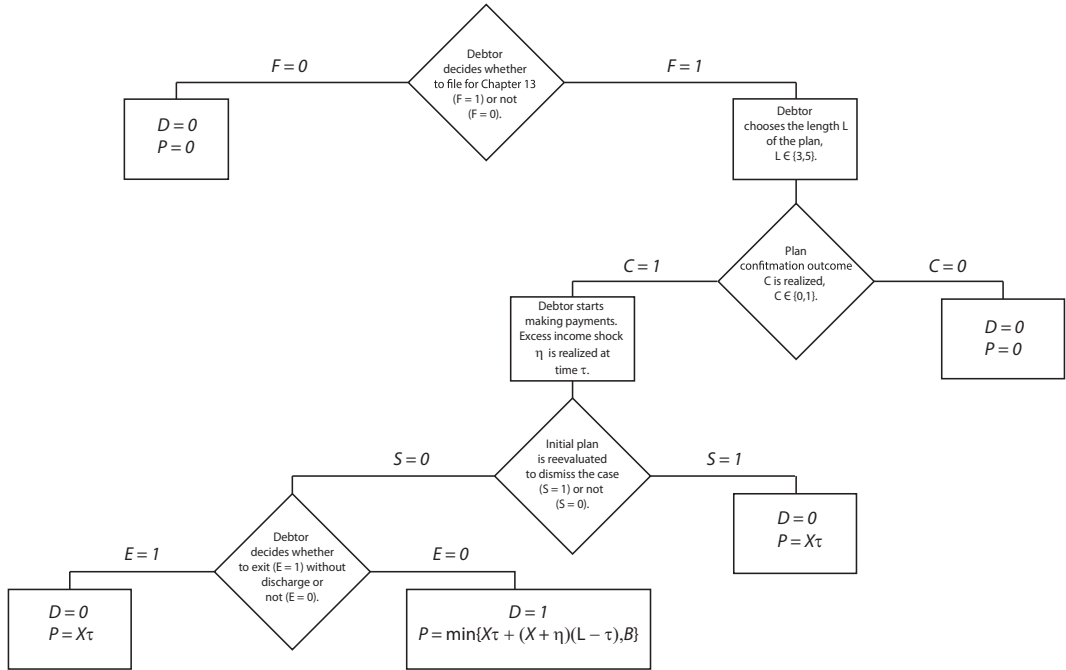 Debtor
decides whether
to file for Chapter 13
(F = 1) or not
(F = 0).
F = 0
F = 1
D = 0
P = 0
Debtor
chooses the length L
of the plan,
L ∈ {3,5}.
Plan
confitmation outcome
C is realized,
C ∈ {0,1}.
C = 1
C = 0
Debtor starts
making payments.
Excess income shock
η is realized at
time τ.
D = 0
P = 0
Initial plan
is reevaluated
to dismiss the case
(S = 1) or not
(S = 0).
S = 0
S = 1
D = 0
P = Xτ
Debtor
decides whether
to exit (E = 1) without
discharge or
not (E = 0).
E = 1
E = 0
D = 0
P = Xτ
D = 1
P = min{Xτ + (X + η)(L − τ),B}